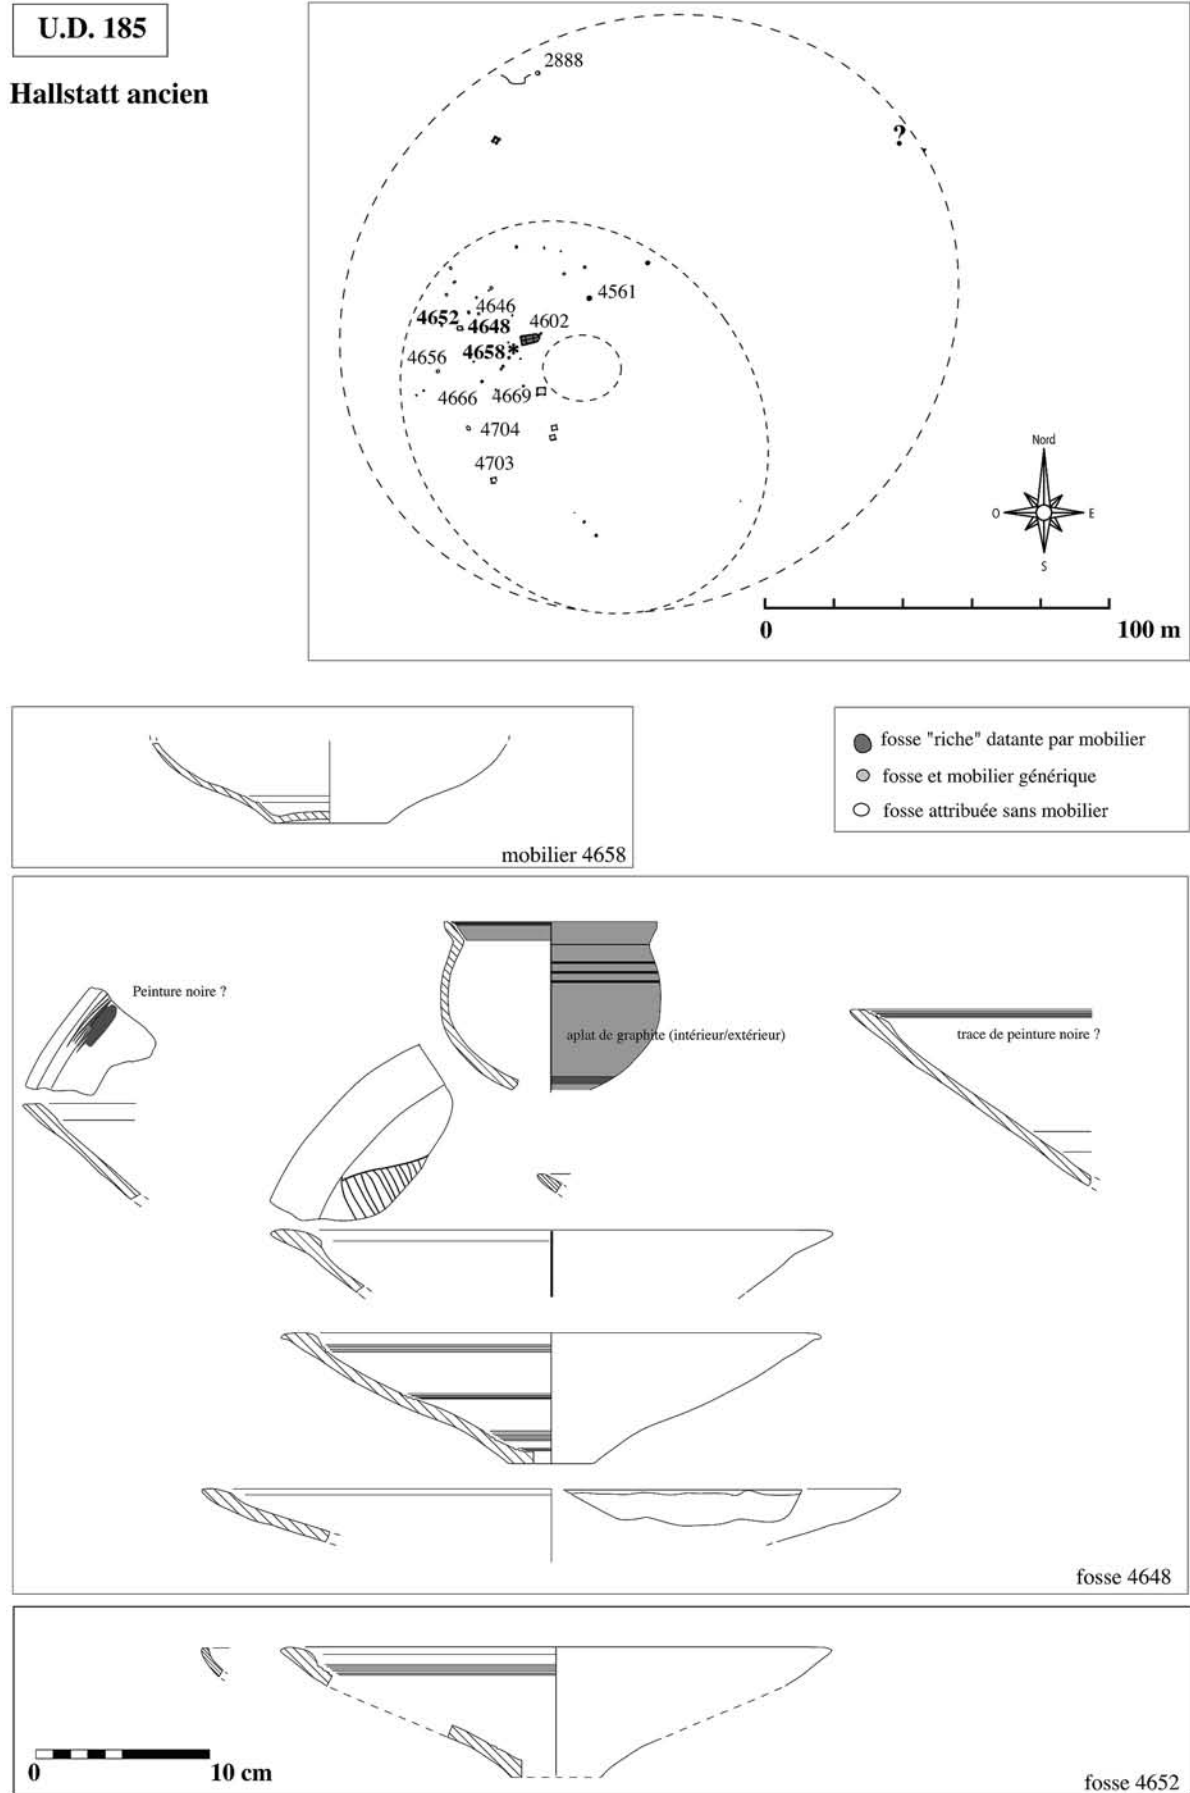 U.D. 185
Hallstatt ancien
2888
?
4561
4646
4652
4648
4602
4658
*
4656
4666
4669
4704
4703
Nord
O
E
S
0
100 m
fosse "riche" datante par mobilier
fosse et mobilier générique
fosse attribuée sans mobilier
mobilier 4658
Peinture noire ?
aplat de graphite (intérieur/extérieur)
trace de peinture noire ?
fosse 4648
0
10 cm
fosse 4652